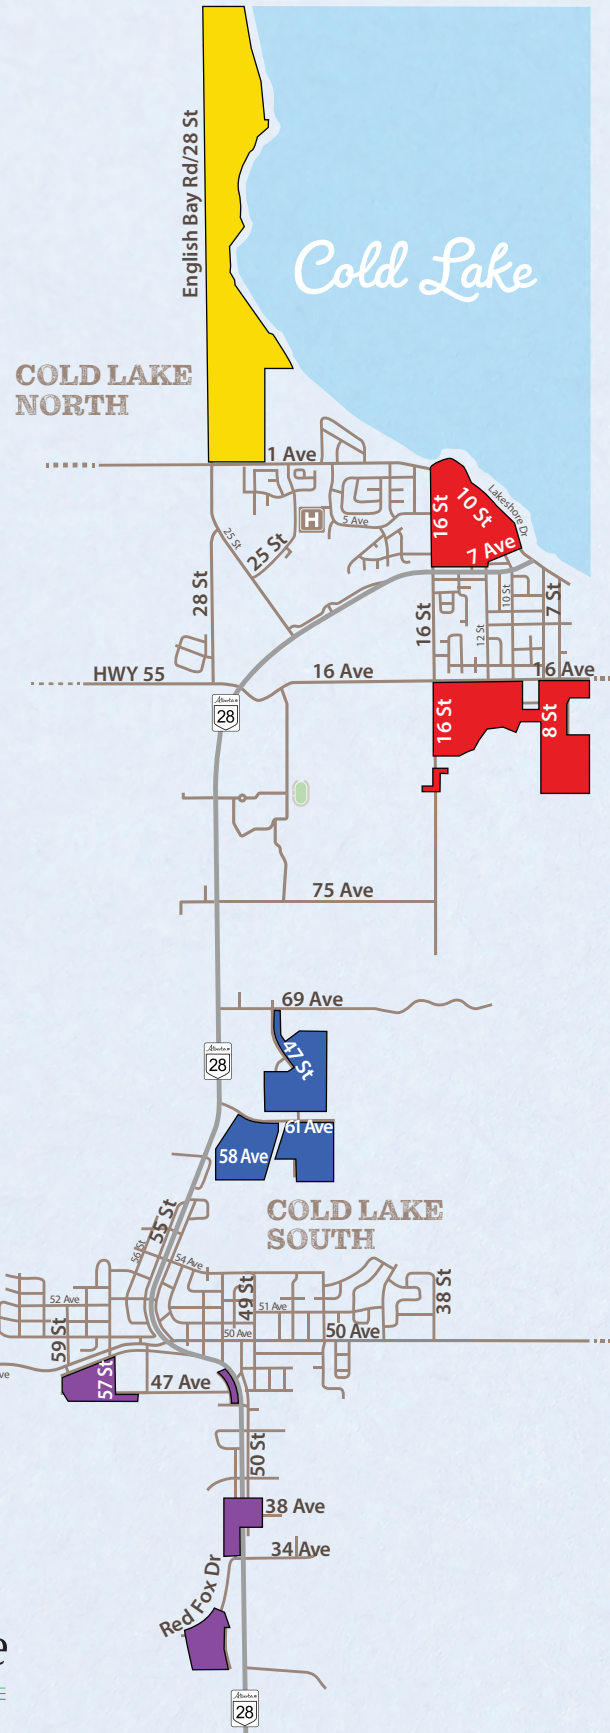 English Bay Rd/28 St
Cold Lake
COLD LAKE
NORTH
1 Ave
H
5 Ave
25 St
25 St
28 St
16 St
10 St
Lakeshore Dr
7 Ave
16 St
10 St
7 St
12 St
HWY 55
16 Ave
16 Ave
Alberta
28
16 St
8 St
75 Ave
69 Ave
47 St
Alberta
28
61 Ave
58 Ave
COLD LAKE
SOUTH
55 St
56 St
54 Ave
52 Ave
49 St
51 Ave
38 St
59 St
50 Ave
50 Ave
ve
57 St
47 Ave
50 St
38 Ave
34 Ave
Red Fox Dr
e
E
Alberta
28